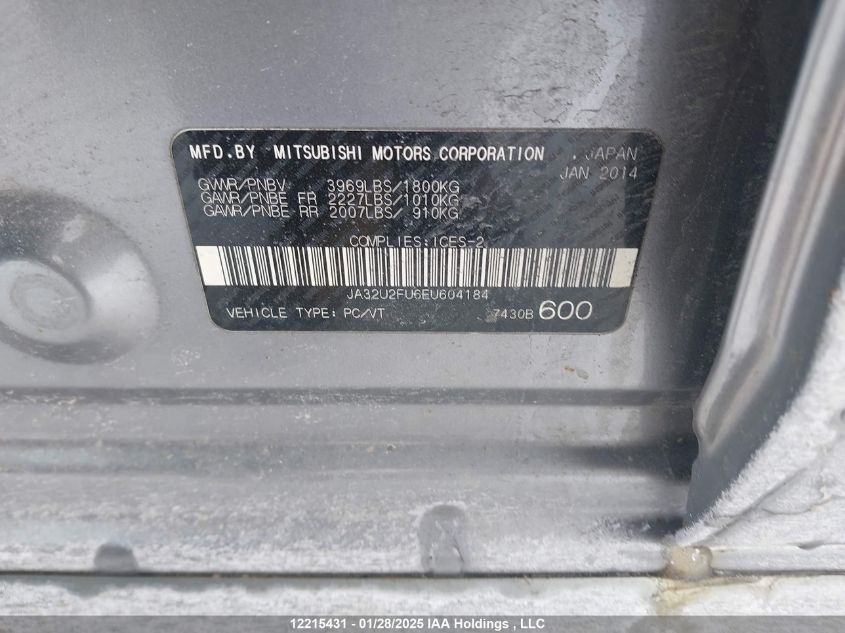 MFD.BY MITSUBISHI MOTORS CORPORATION .JAPAN
JAN 2014
GVWR/PNBV 3969LBS/1800KG
GAWR/PNBE FR 2227LBS/1010KG
GAWR/PNBE RR 2007LBS/ 910KG
COMPLIES:ICES-2
JA32U2FU6EU604184
VEHICLE TYPE: PC/VT 7430B 600
12215431 - 01/28/2025 IAA Holdings , LLC